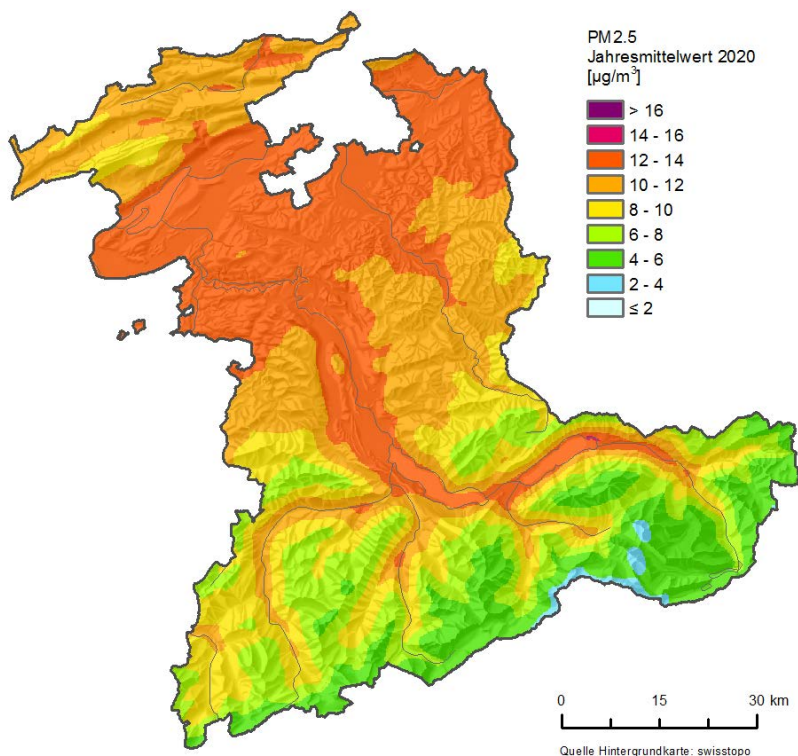 PM2.5
Jahresmittelwert 2020
[µg/m³]
> 16
14 - 16
12 - 14
10 - 12
8 - 10
6 - 8
4 - 6
2 - 4
≤ 2
0 15 30 km
Quelle Hintergrundkarte: swisstopo